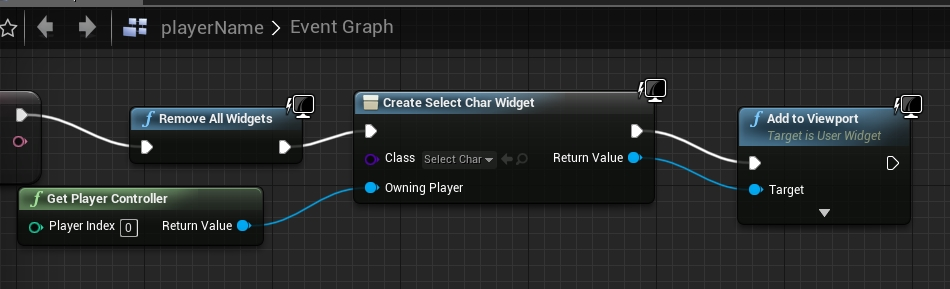 playerName > Event Graph
f Remove All Widgets
Create Select Char Widget
Class Select Char
Return Value
Owning Player
f Add to Viewport
Target is User Widget
Target
f Get Player Controller
Player Index 0
Return Value